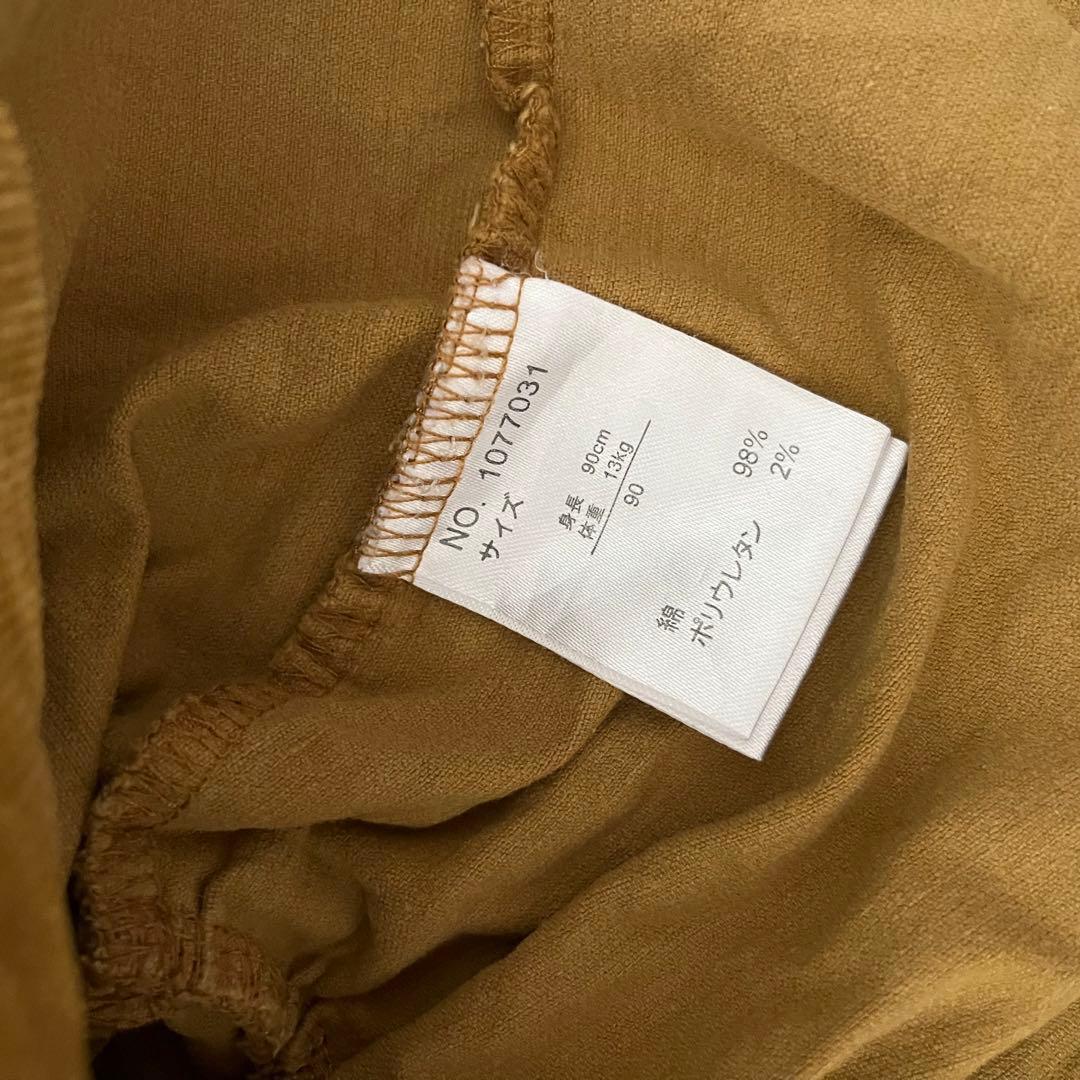 NO. 1077031
サイズ
身長 90cm
体重 13kg
90
綿 98%
ポリウレタン 2%